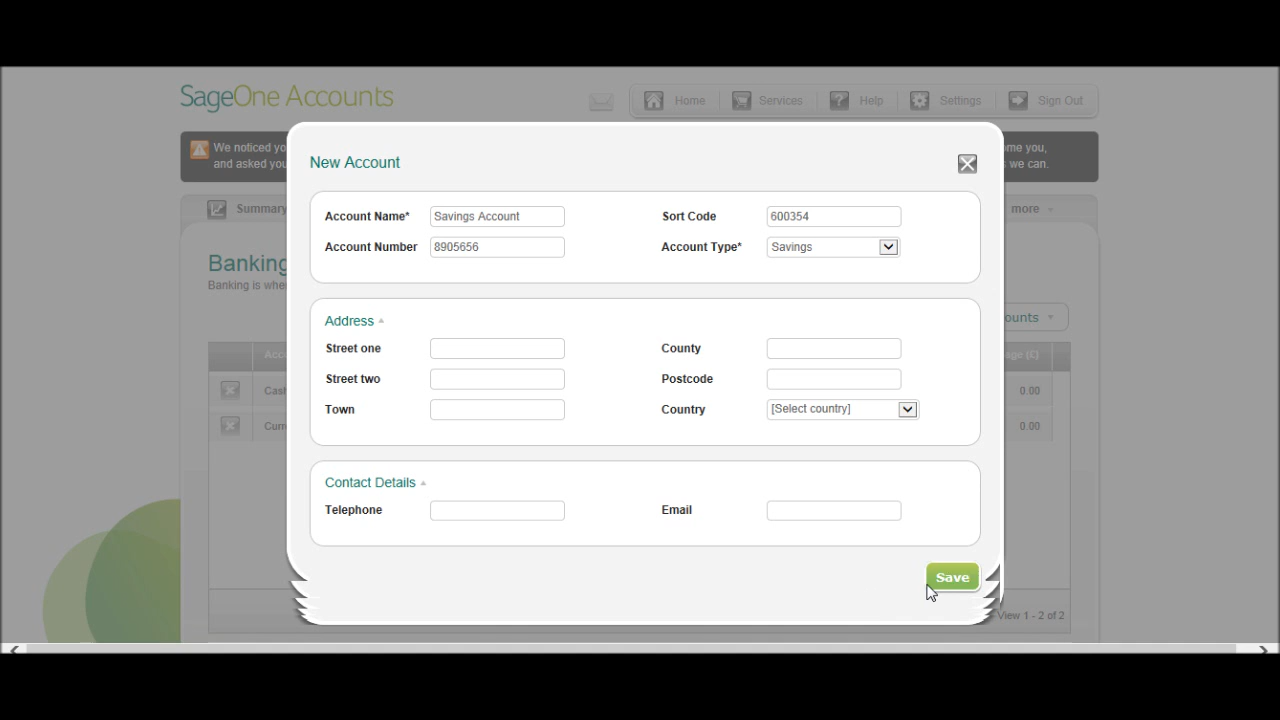 SageOne Accounts
Home Services Help Settings Sign Out
We noticed yo ome you,
and asked you s we can.
Summary more
New Account
Account Name* Savings Account Sort Code 600354
Account Number 8905656 Account Type* Savings
Banking
Banking is whe
Address
ounts
Street one County
Street two Postcode
Town Country [Select country]
Acc age (£)
Cas 0.00
Curr 0.00
Contact Details
Telephone Email
Save
View 1 - 2 of 2